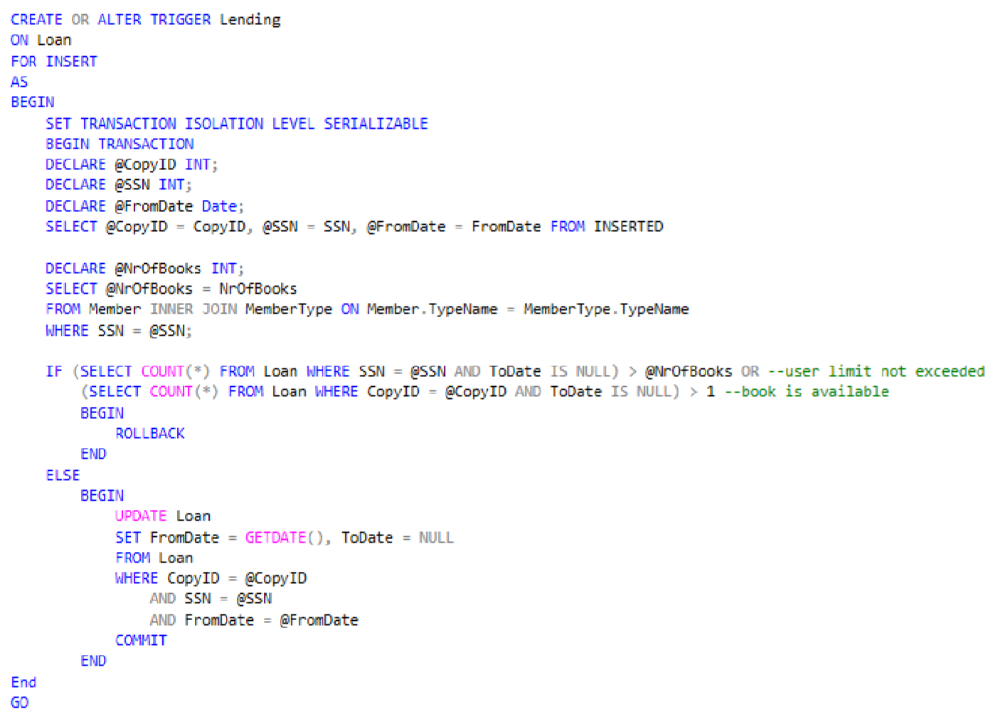 CREATE OR ALTER TRIGGER Lending
ON Loan
FOR INSERT
AS
BEGIN
    SET TRANSACTION ISOLATION LEVEL SERIALIZABLE
    BEGIN TRANSACTION
    DECLARE @CopyID INT;
    DECLARE @SSN INT;
    DECLARE @FromDate Date;
    SELECT @CopyID = CopyID, @SSN = SSN, @FromDate = FromDate FROM INSERTED

    DECLARE @NrOfBooks INT;
    SELECT @NrOfBooks = NrOfBooks
    FROM Member INNER JOIN MemberType ON Member.TypeName = MemberType.TypeName
    WHERE SSN = @SSN;

    IF (SELECT COUNT(*) FROM Loan WHERE SSN = @SSN AND ToDate IS NULL) > @NrOfBooks OR --user limit not exceeded
        (SELECT COUNT(*) FROM Loan WHERE CopyID = @CopyID AND ToDate IS NULL) > 1 --book is available
        BEGIN
            ROLLBACK
        END
    ELSE
        BEGIN
            UPDATE Loan
            SET FromDate = GETDATE(), ToDate = NULL
            FROM Loan
            WHERE CopyID = @CopyID
                AND SSN = @SSN
                AND FromDate = @FromDate
            COMMIT
        END
End
GO